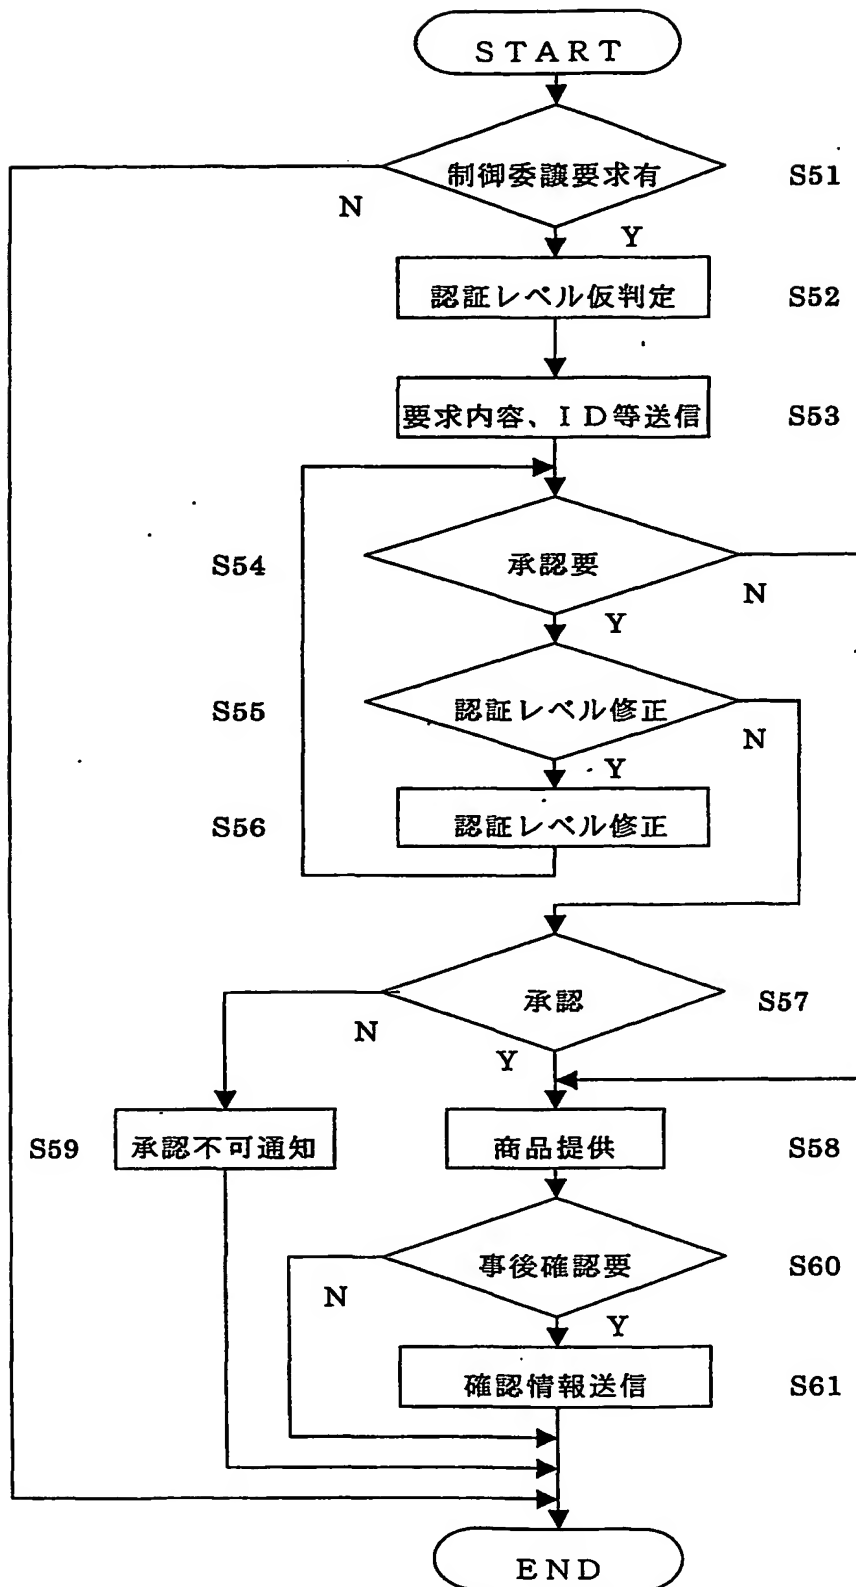 START
制御委譲要求有
S51
N
Y
認証レベル仮判定
S52
要求内容、ID等送信
S53
S54
承認要
N
Y
S55
認証レベル修正
N
Y
S56
認証レベル修正
承認
S57
N
Y
S59
承認不可通知
商品提供
S58
事後確認要
S60
N
Y
確認情報送信
S61
END